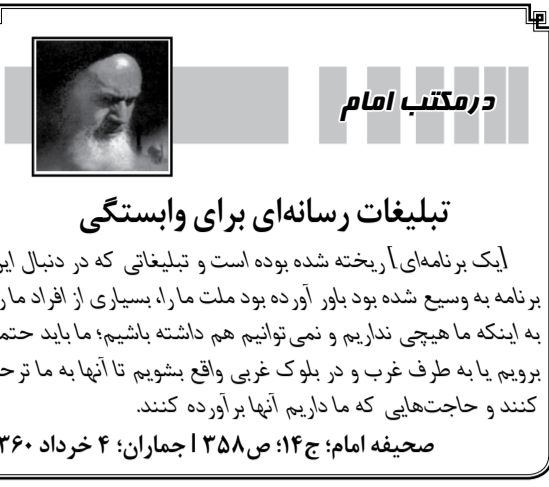 درمکتب امام
تبلیغات رسانه‌ای برای وابستگی
[یک برنامه‌ای] ریخته شده بوده است و تبلیغاتی که در دنبال این
برنامه به وسیع شده بود باور آورده بود ملت ما را، بسیاری از افراد ما را
به اینکه ما هیچی نداریم و نمی‌توانیم هم داشته باشیم؛ ما باید
برویم یا به طرف غرب و در بلوک غربی واقع بشویم تا آنها به ما
کنند و حاجت‌هایی که ما داریم آنها برآورده کنند.
صحیفه امام؛ ج۱۴؛ ص۳۵۸ | جماران؛ ۴ خرداد